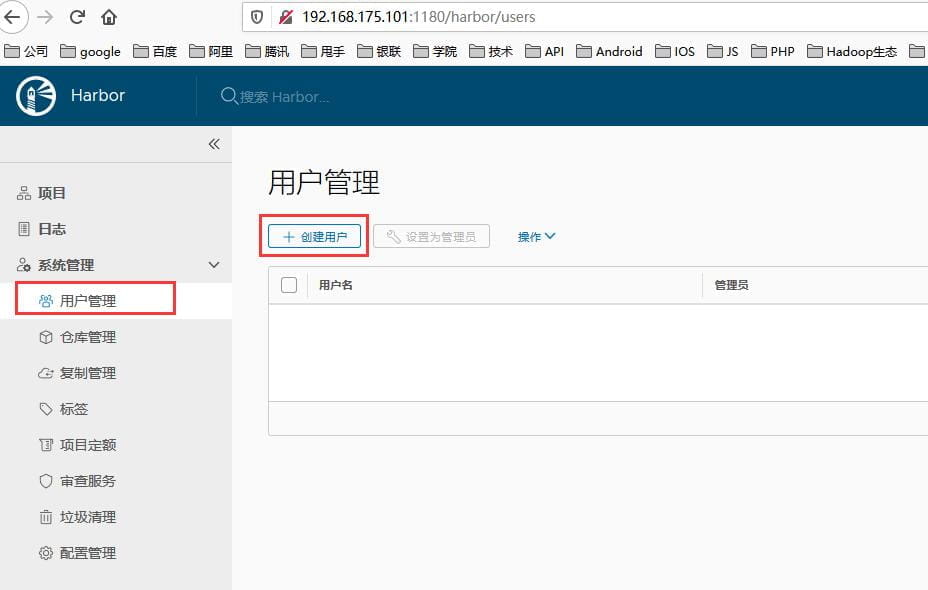 192.168.175.101:1180/harbor/users
公司 google 百度 阿里 腾讯 甩手 银联 学院 技术 API Android IOS JS PHP Hadoop生态
Harbor 搜索 Harbor...
项目
日志
系统管理
用户管理
仓库管理
复制管理
标签
项目定额
审查服务
垃圾清理
配置管理
用户管理
创建用户 设置为管理员 操作
用户名 管理员